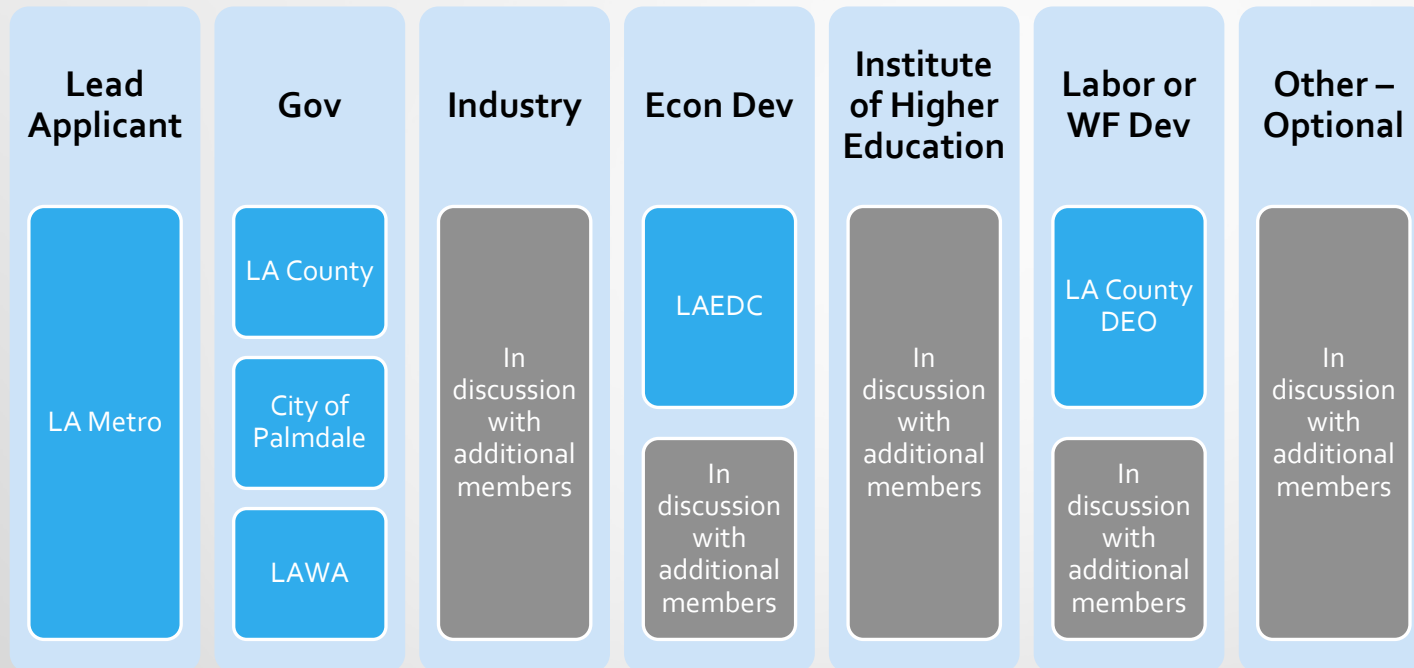 Lead
Applicant
LA Metro
Gov
LA County
City of
Palmdale
LAWA
Industry
In
discussion
with
additional
members
Econ Dev
LAEDC
In
discussion
with
additional
members
Institute
of Higher
Education
In
discussion
with
additional
members
Labor or
WF Dev
LA County
DEO
In
discussion
with
additional
members
Other –
Optional
In
discussion
with
additional
members